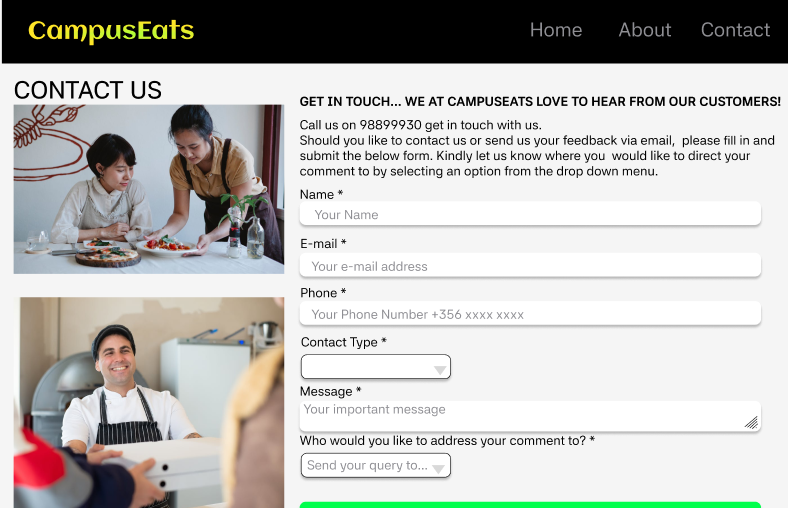 CampusEats
Home About Contact
CONTACT US
GET IN TOUCH... WE AT CAMPUSEATS LOVE TO HEAR FROM OUR CUSTOMERS!
Call us on 98899930 get in touch with us.
Should you like to contact us or send us your feedback via email, please fill in and
submit the below form. Kindly let us know where you would like to direct your
comment to by selecting an option from the drop down menu.
Name *
Your Name
E-mail *
Your e-mail address
Phone *
Your Phone Number +356 xxxx xxxx
Contact Type *
Message *
Your important message
Who would you like to address your comment to? *
Send your query to...